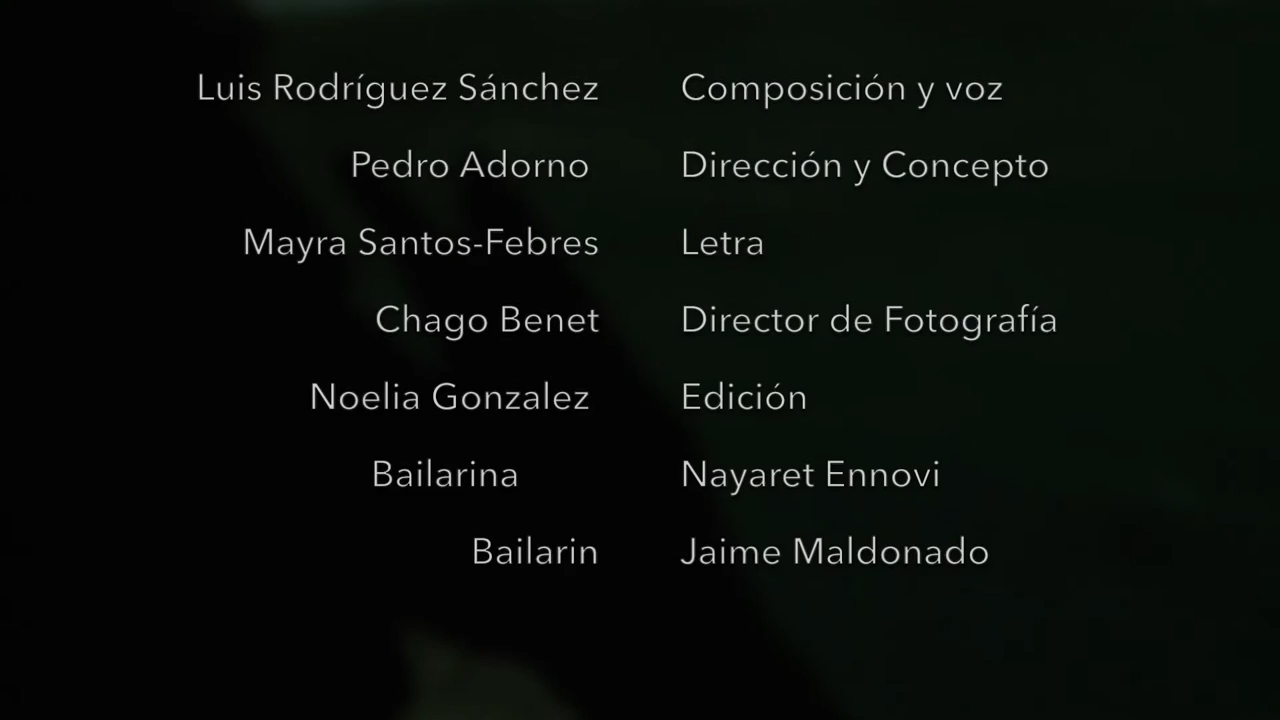 Luis Rodríguez Sánchez Composición y voz
Pedro Adorno Dirección y Concepto
Mayra Santos-Febres Letra
Chago Benet Director de Fotografía
Noelia Gonzalez Edición
Bailarina Nayaret Ennovi
Bailarin Jaime Maldonado